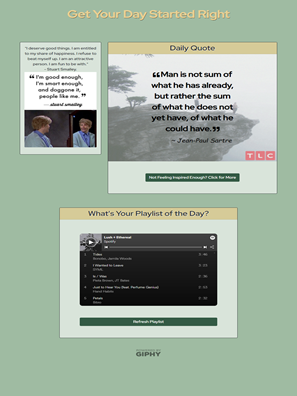 Get Your Day Started Right
"I deserve good things. I am entitled
to my share of happiness. I refuse to
beat myself up. I am an attractive
person. I am fun to be with."
- Stuart Smalley
❝ I'm good enough,
I'm smart enough,
and doggone it,
people like me. ❞
— stuart smalley
Daily Quote
❝Man is not sum of
what he has already,
but rather the sum
of what he does not
yet have, of what he
could have.❞
~ Jean-Paul Sartre
TLC
Not Feeling Inspired Enough? Click for More
What's Your Playlist of the Day?
Lush + Ethereal
Spotify
1 Tides
2 I Wanted to Leave
SYML
3 In / Way
4 Just to Hear You (feat. Perfume Genius)
5 Petals
Refresh Playlist
POWERED BY
GIPHY